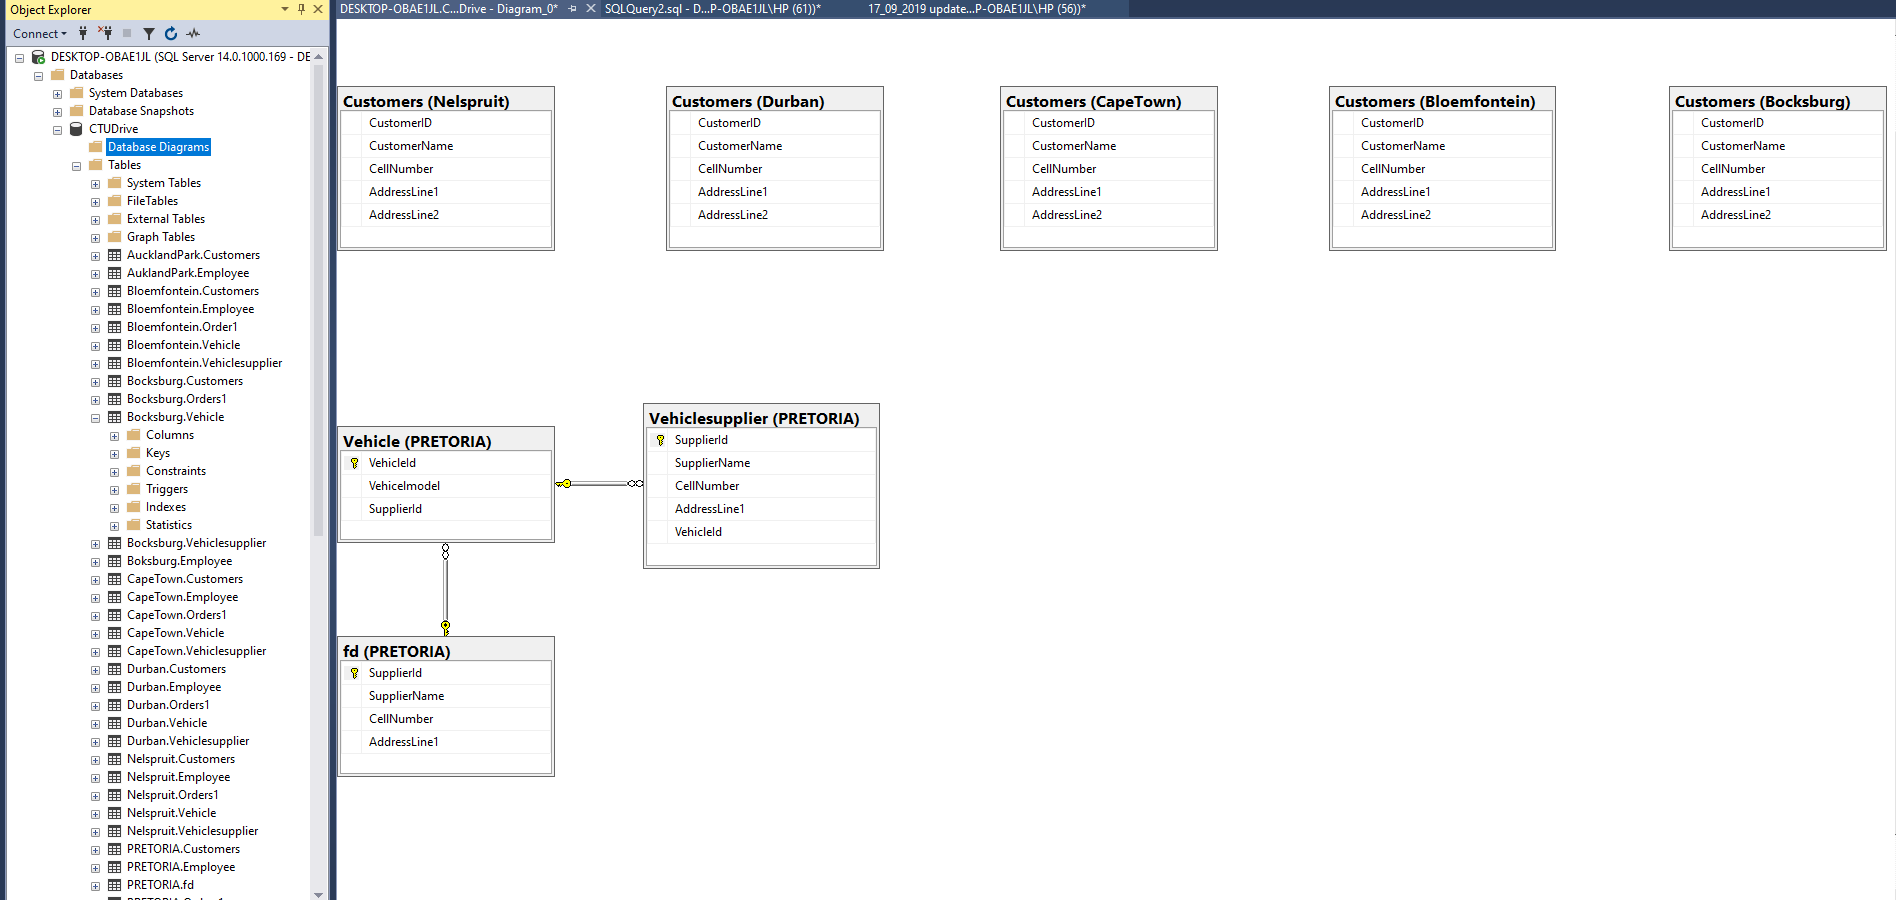 Object Explorer
Connect
DESKTOP-OBAE1JL (SQL Server 14.0.1000.169 - DE
Databases
System Databases
Database Snapshots
CTUDrive
Database Diagrams
Tables
System Tables
FileTables
External Tables
Graph Tables
AucklandPark.Customers
AuklandPark.Employee
Bloemfontein.Customers
Bloemfontein.Employee
Bloemfontein.Order1
Bloemfontein.Vehicle
Bloemfontein.Vehiclesupplier
Bocksburg.Customers
Bocksburg.Orders1
Bocksburg.Vehicle
Columns
Keys
Constraints
Triggers
Indexes
Statistics
Bocksburg.Vehiclesupplier
Boksburg.Employee
CapeTown.Customers
CapeTown.Employee
CapeTown.Orders1
CapeTown.Vehicle
CapeTown.Vehiclesupplier
Durban.Customers
Durban.Employee
Durban.Orders1
Durban.Vehicle
Durban.Vehiclesupplier
Nelspruit.Customers
Nelspruit.Employee
Nelspruit.Orders1
Nelspruit.Vehicle
Nelspruit.Vehiclesupplier
PRETORIA.Customers
PRETORIA.Employee
PRETORIA.fd
DESKTOP-OBAE1JL.C...Drive - Diagram_0*
SQLQuery2.sql - D...P-OBAE1JL\HP (61))*
17_09_2019 update...P-OBAE1JL\HP (56))*
Customers (Nelspruit)
CustomerID
CustomerName
CellNumber
AddressLine1
AddressLine2
Customers (Durban)
CustomerID
CustomerName
CellNumber
AddressLine1
AddressLine2
Customers (CapeTown)
CustomerID
CustomerName
CellNumber
AddressLine1
AddressLine2
Customers (Bloemfontein)
CustomerID
CustomerName
CellNumber
AddressLine1
AddressLine2
Customers (Bocksburg)
CustomerID
CustomerName
CellNumber
AddressLine1
AddressLine2
Vehicle (PRETORIA)
VehicleId
Vehicelmodel
SupplierId
Vehiclesupplier (PRETORIA)
SupplierId
SupplierName
CellNumber
AddressLine1
VehicleId
fd (PRETORIA)
SupplierId
SupplierName
CellNumber
AddressLine1